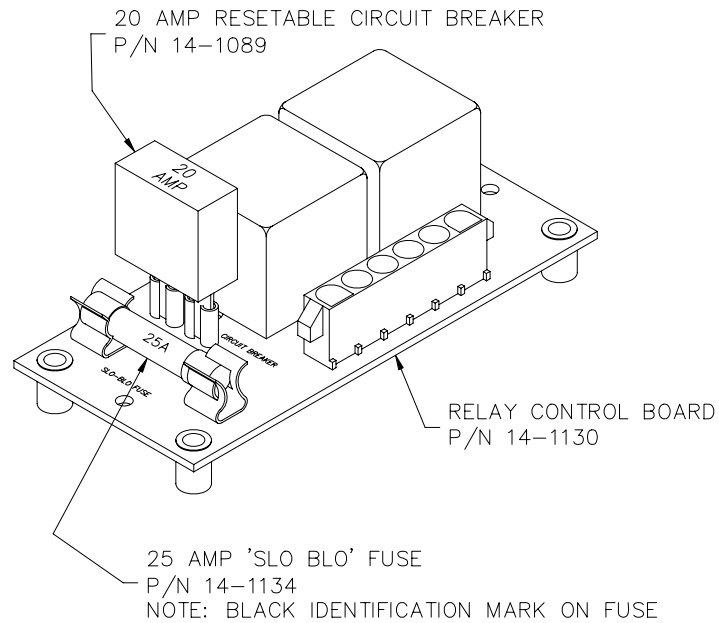 20 AMP RESETABLE CIRCUIT BREAKER
P/N 14-1089
20
AMP
25A
CIRCUIT BREAKER
SLO-BLO FUSE
RELAY CONTROL BOARD
P/N 14-1130
25 AMP 'SLO BLO' FUSE
P/N 14-1134
NOTE: BLACK IDENTIFICATION MARK ON FUSE